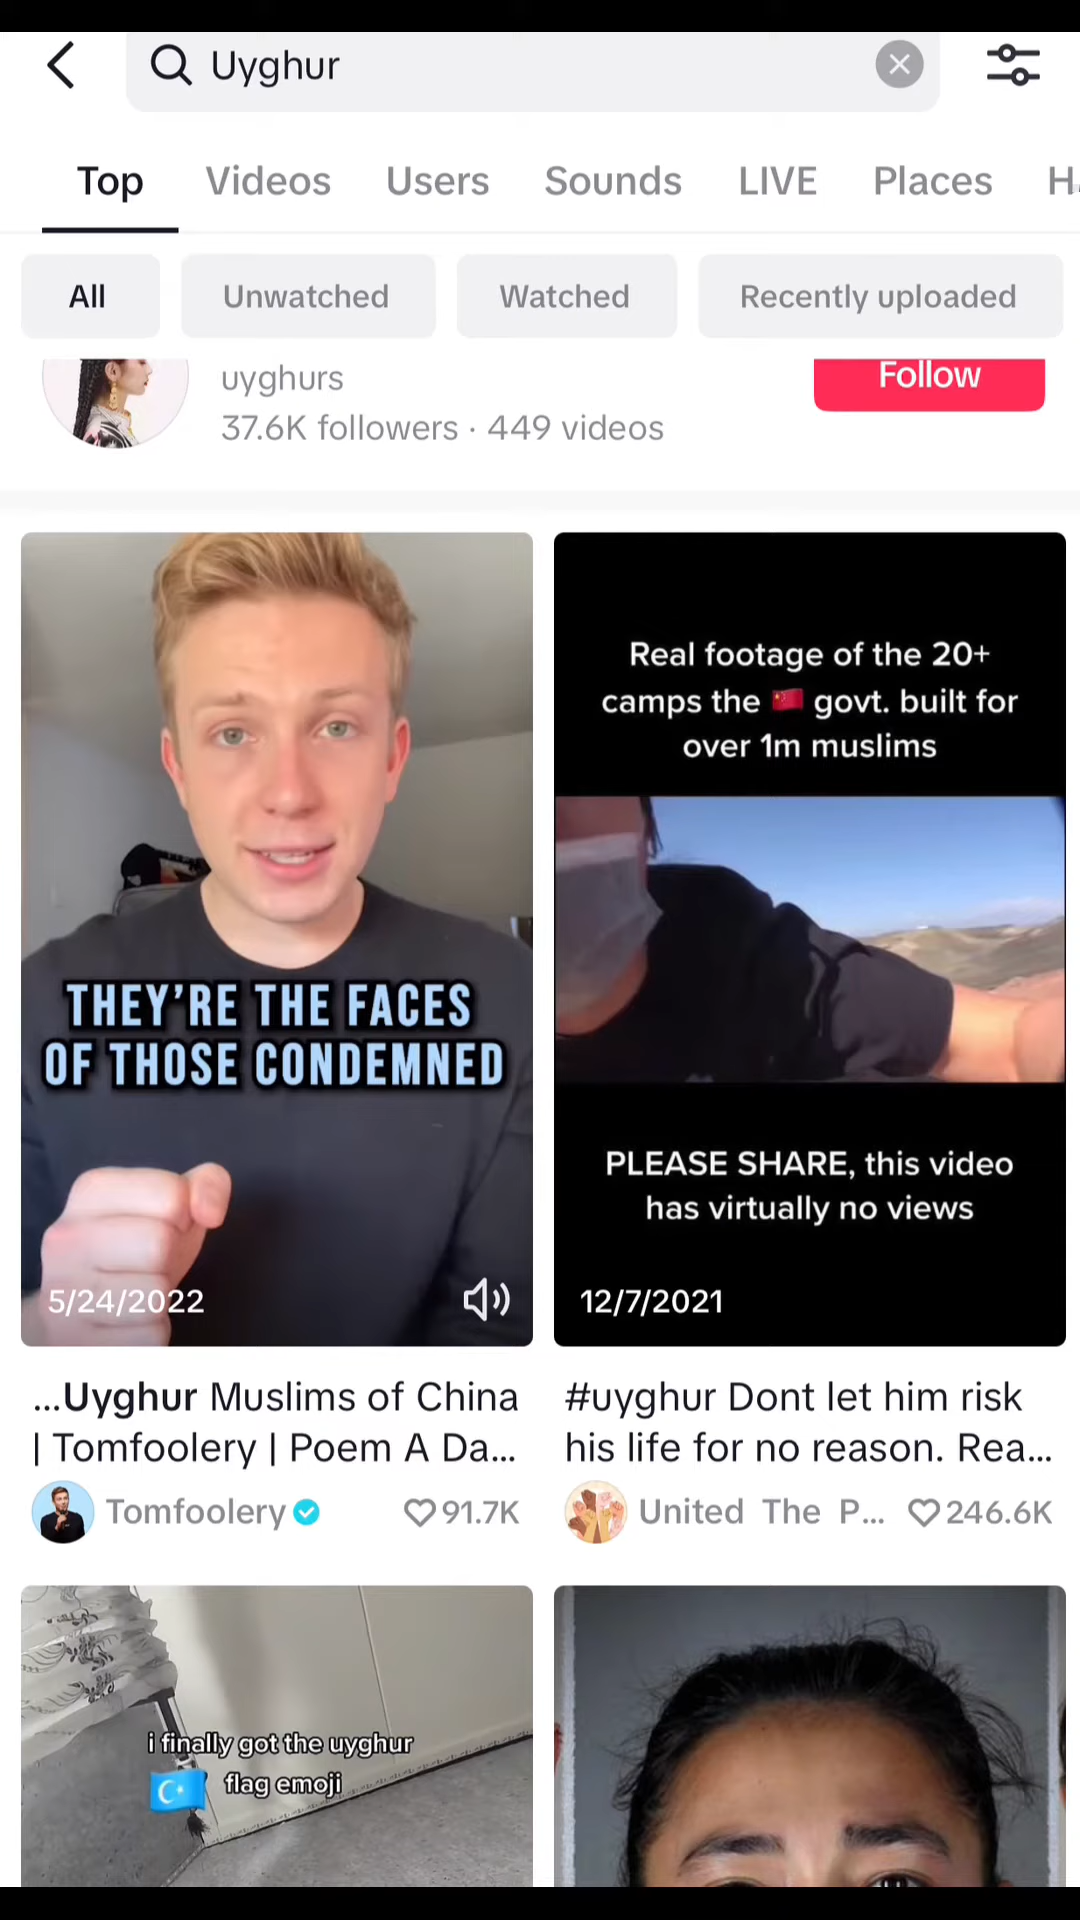 Uyghur
Top Videos Users Sounds LIVE Places H
All Unwatched Watched Recently uploaded
uyghurs
Follow
37.6K followers · 449 videos
THEY'RE THE FACES
OF THOSE CONDEMNED
5/24/2022
Real footage of the 20+
camps the 🇨🇳 govt. built for
over 1m muslims
PLEASE SHARE, this video
has virtually no views
12/7/2021
...Uyghur Muslims of China
| Tomfoolery | Poem A Da...
Tomfoolery 91.7K
#uyghur Dont let him risk
his life for no reason. Rea...
United The P... 246.6K
i finally got the uyghur
flag emoji